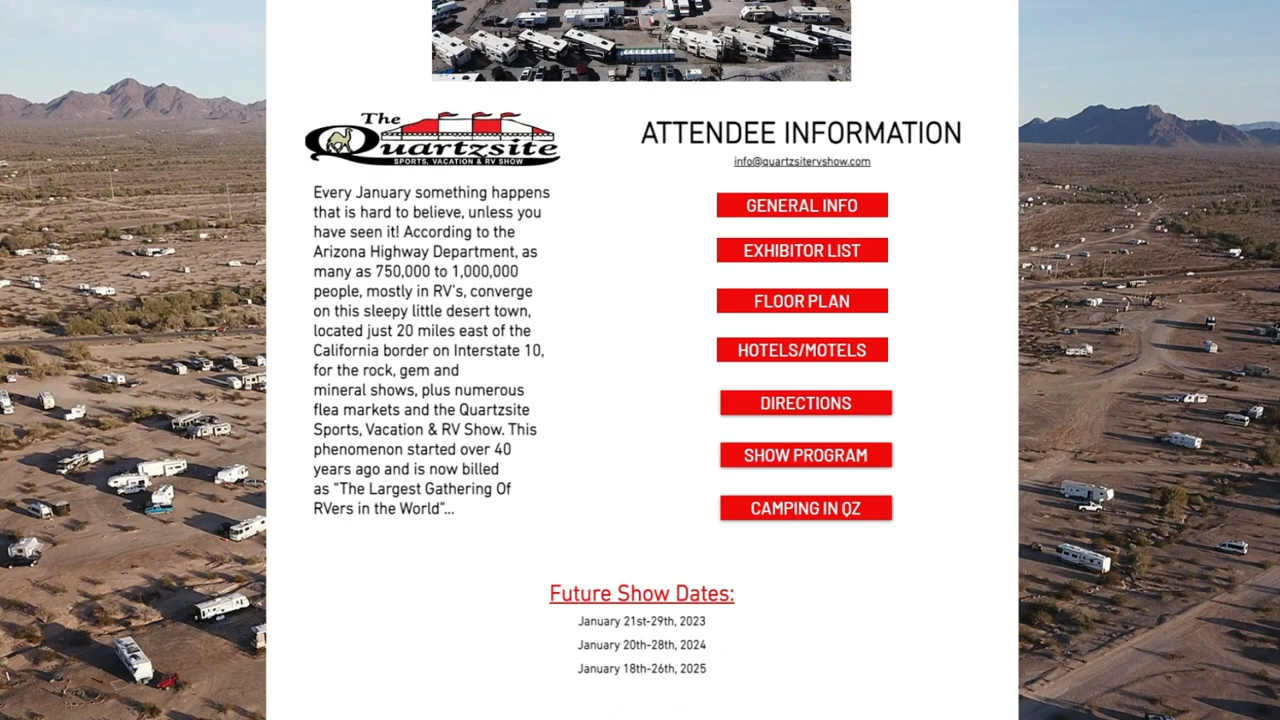 The
Quartzsite
SPORTS, VACATION & RV SHOW
Every January something happens
that is hard to believe, unless you
have seen it! According to the
Arizona Highway Department, as
many as 750,000 to 1,000,000
people, mostly in RV’s, converge
on this sleepy little desert town,
located just 20 miles east of the
California border on Interstate 10,
for the rock, gem and
mineral shows, plus numerous
flea markets and the Quartzsite
Sports, Vacation & RV Show. This
phenomenon started over 40
years ago and is now billed
as “The Largest Gathering Of
RVers in the World”...
ATTENDEE INFORMATION
info@quartzsitervshow.com
GENERAL INFO
EXHIBITOR LIST
FLOOR PLAN
HOTELS/MOTELS
DIRECTIONS
SHOW PROGRAM
CAMPING IN QZ
Future Show Dates:
January 21st-29th, 2023
January 20th-28th, 2024
January 18th-26th, 2025